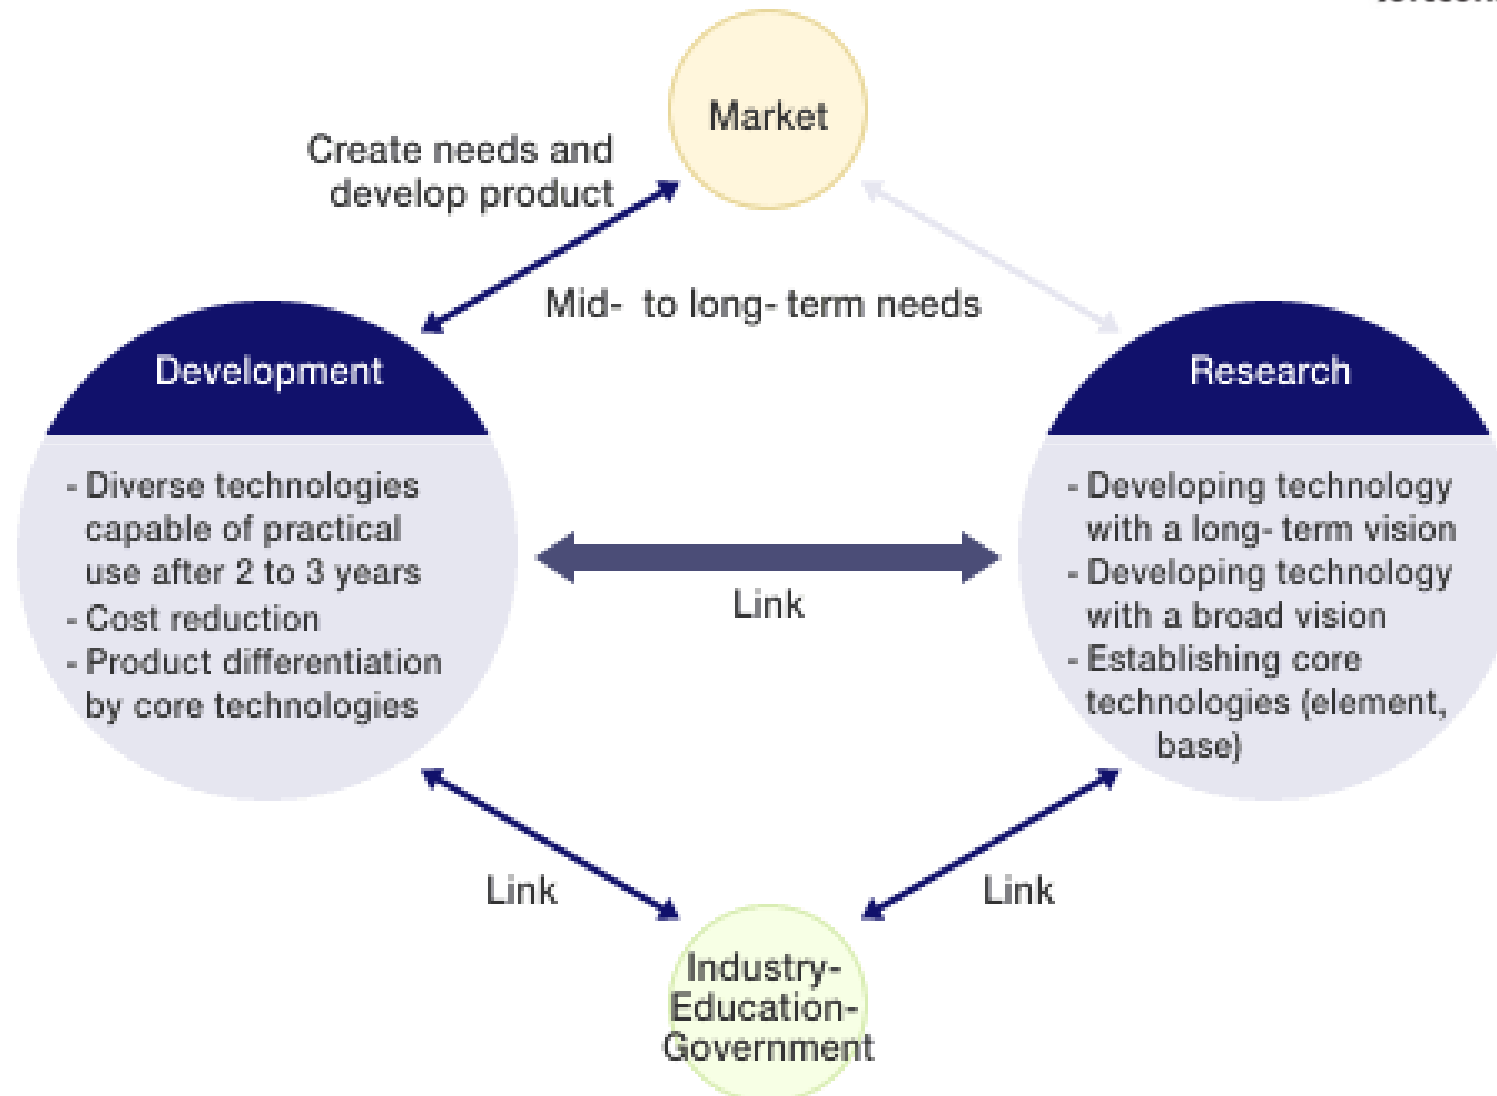 Market
Create needs and
develop product
Mid- to long- term needs
Development
- Diverse technologies
capable of practical
use after 2 to 3 years
- Cost reduction
- Product differentiation
by core technologies
Link
Research
- Developing technology
with a long- term vision
- Developing technology
with a broad vision
- Establishing core
technologies (element,
base)
Link
Link
Industry-
Education-
Government